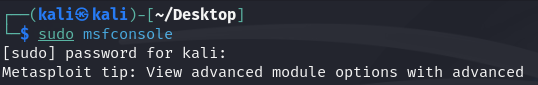 ┌──(kali㉿kali)-[~/Desktop]
└─$ sudo msfconsole
[sudo] password for kali:
Metasploit tip: View advanced module options with advanced